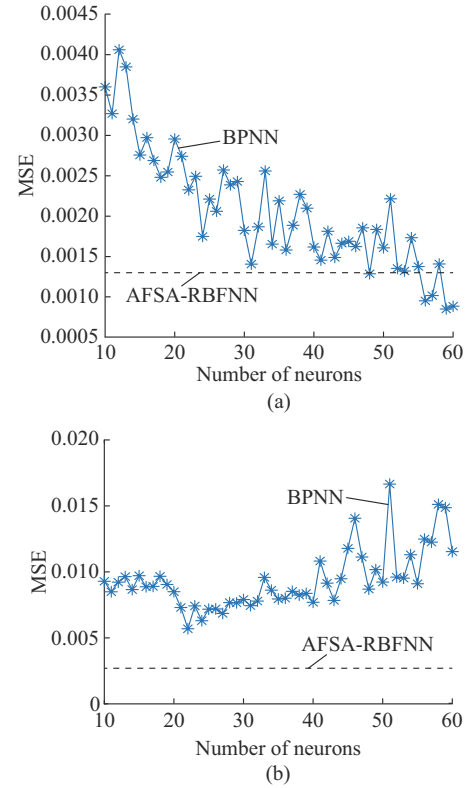 0.0045
0.0040
0.0035
0.0030
0.0025
0.0020
0.0015
0.0010
0.0005
MSE
BPNN
AFSA-RBFNN
10 20 30 40 50 60
Number of neurons
(a)
0.020
0.015
0.010
0.005
0
MSE
BPNN
AFSA-RBFNN
10 20 30 40 50 60
Number of neurons
(b)